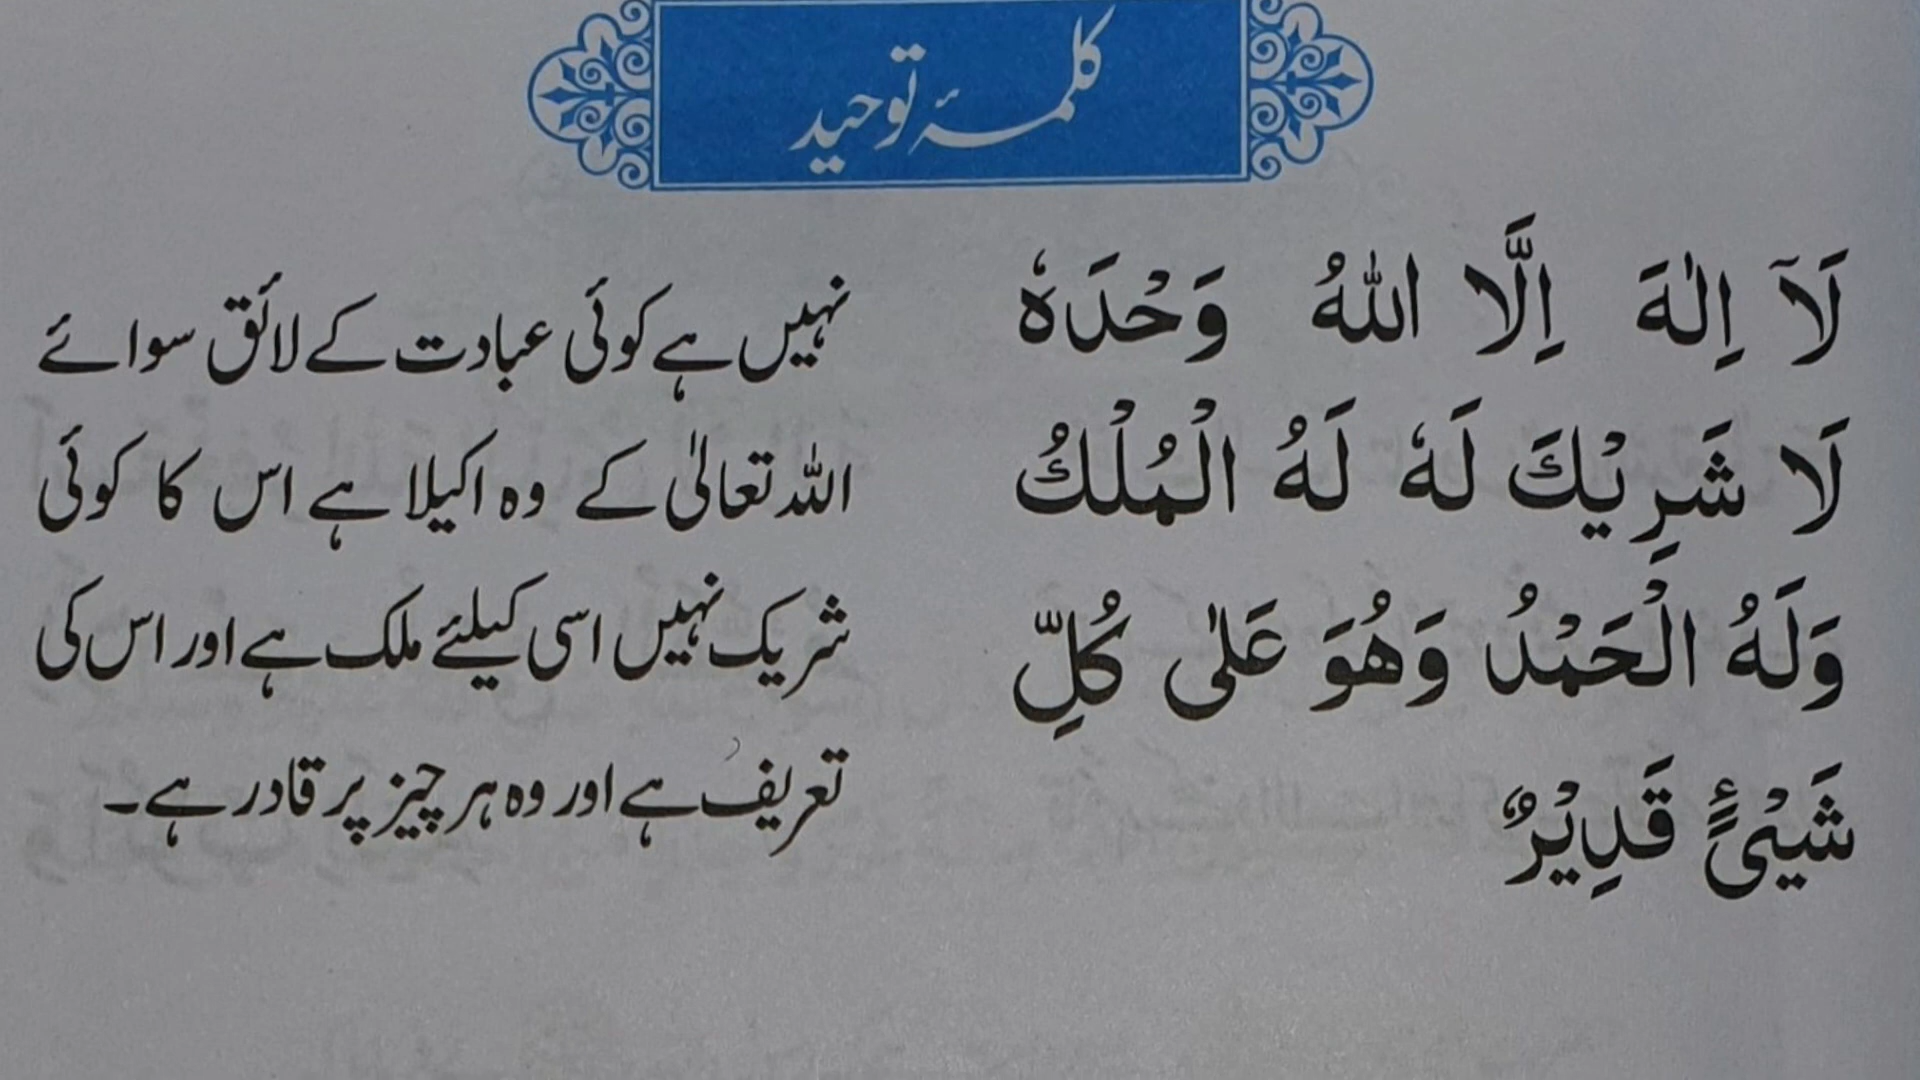 کلمۂ توحید
لَآ اِلٰهَ اِلَّا اللهُ وَحْدَهٗ
لَا شَرِيْكَ لَهٗ لَهُ الْمُلْكُ
وَلَهُ الْحَمْدُ وَهُوَ عَلٰى كُلِّ
شَيْئٍ قَدِيْرٌ
نہیں ہے کوئی عبادت کے لائق سوائے
اللہ تعالیٰ کے وہ اکیلا ہے اس کا کوئی
شریک نہیں اسی کیلئے ملک ہے اور اس کی
تعریف ہے اور وہ ہر چیز پر قادر ہے۔